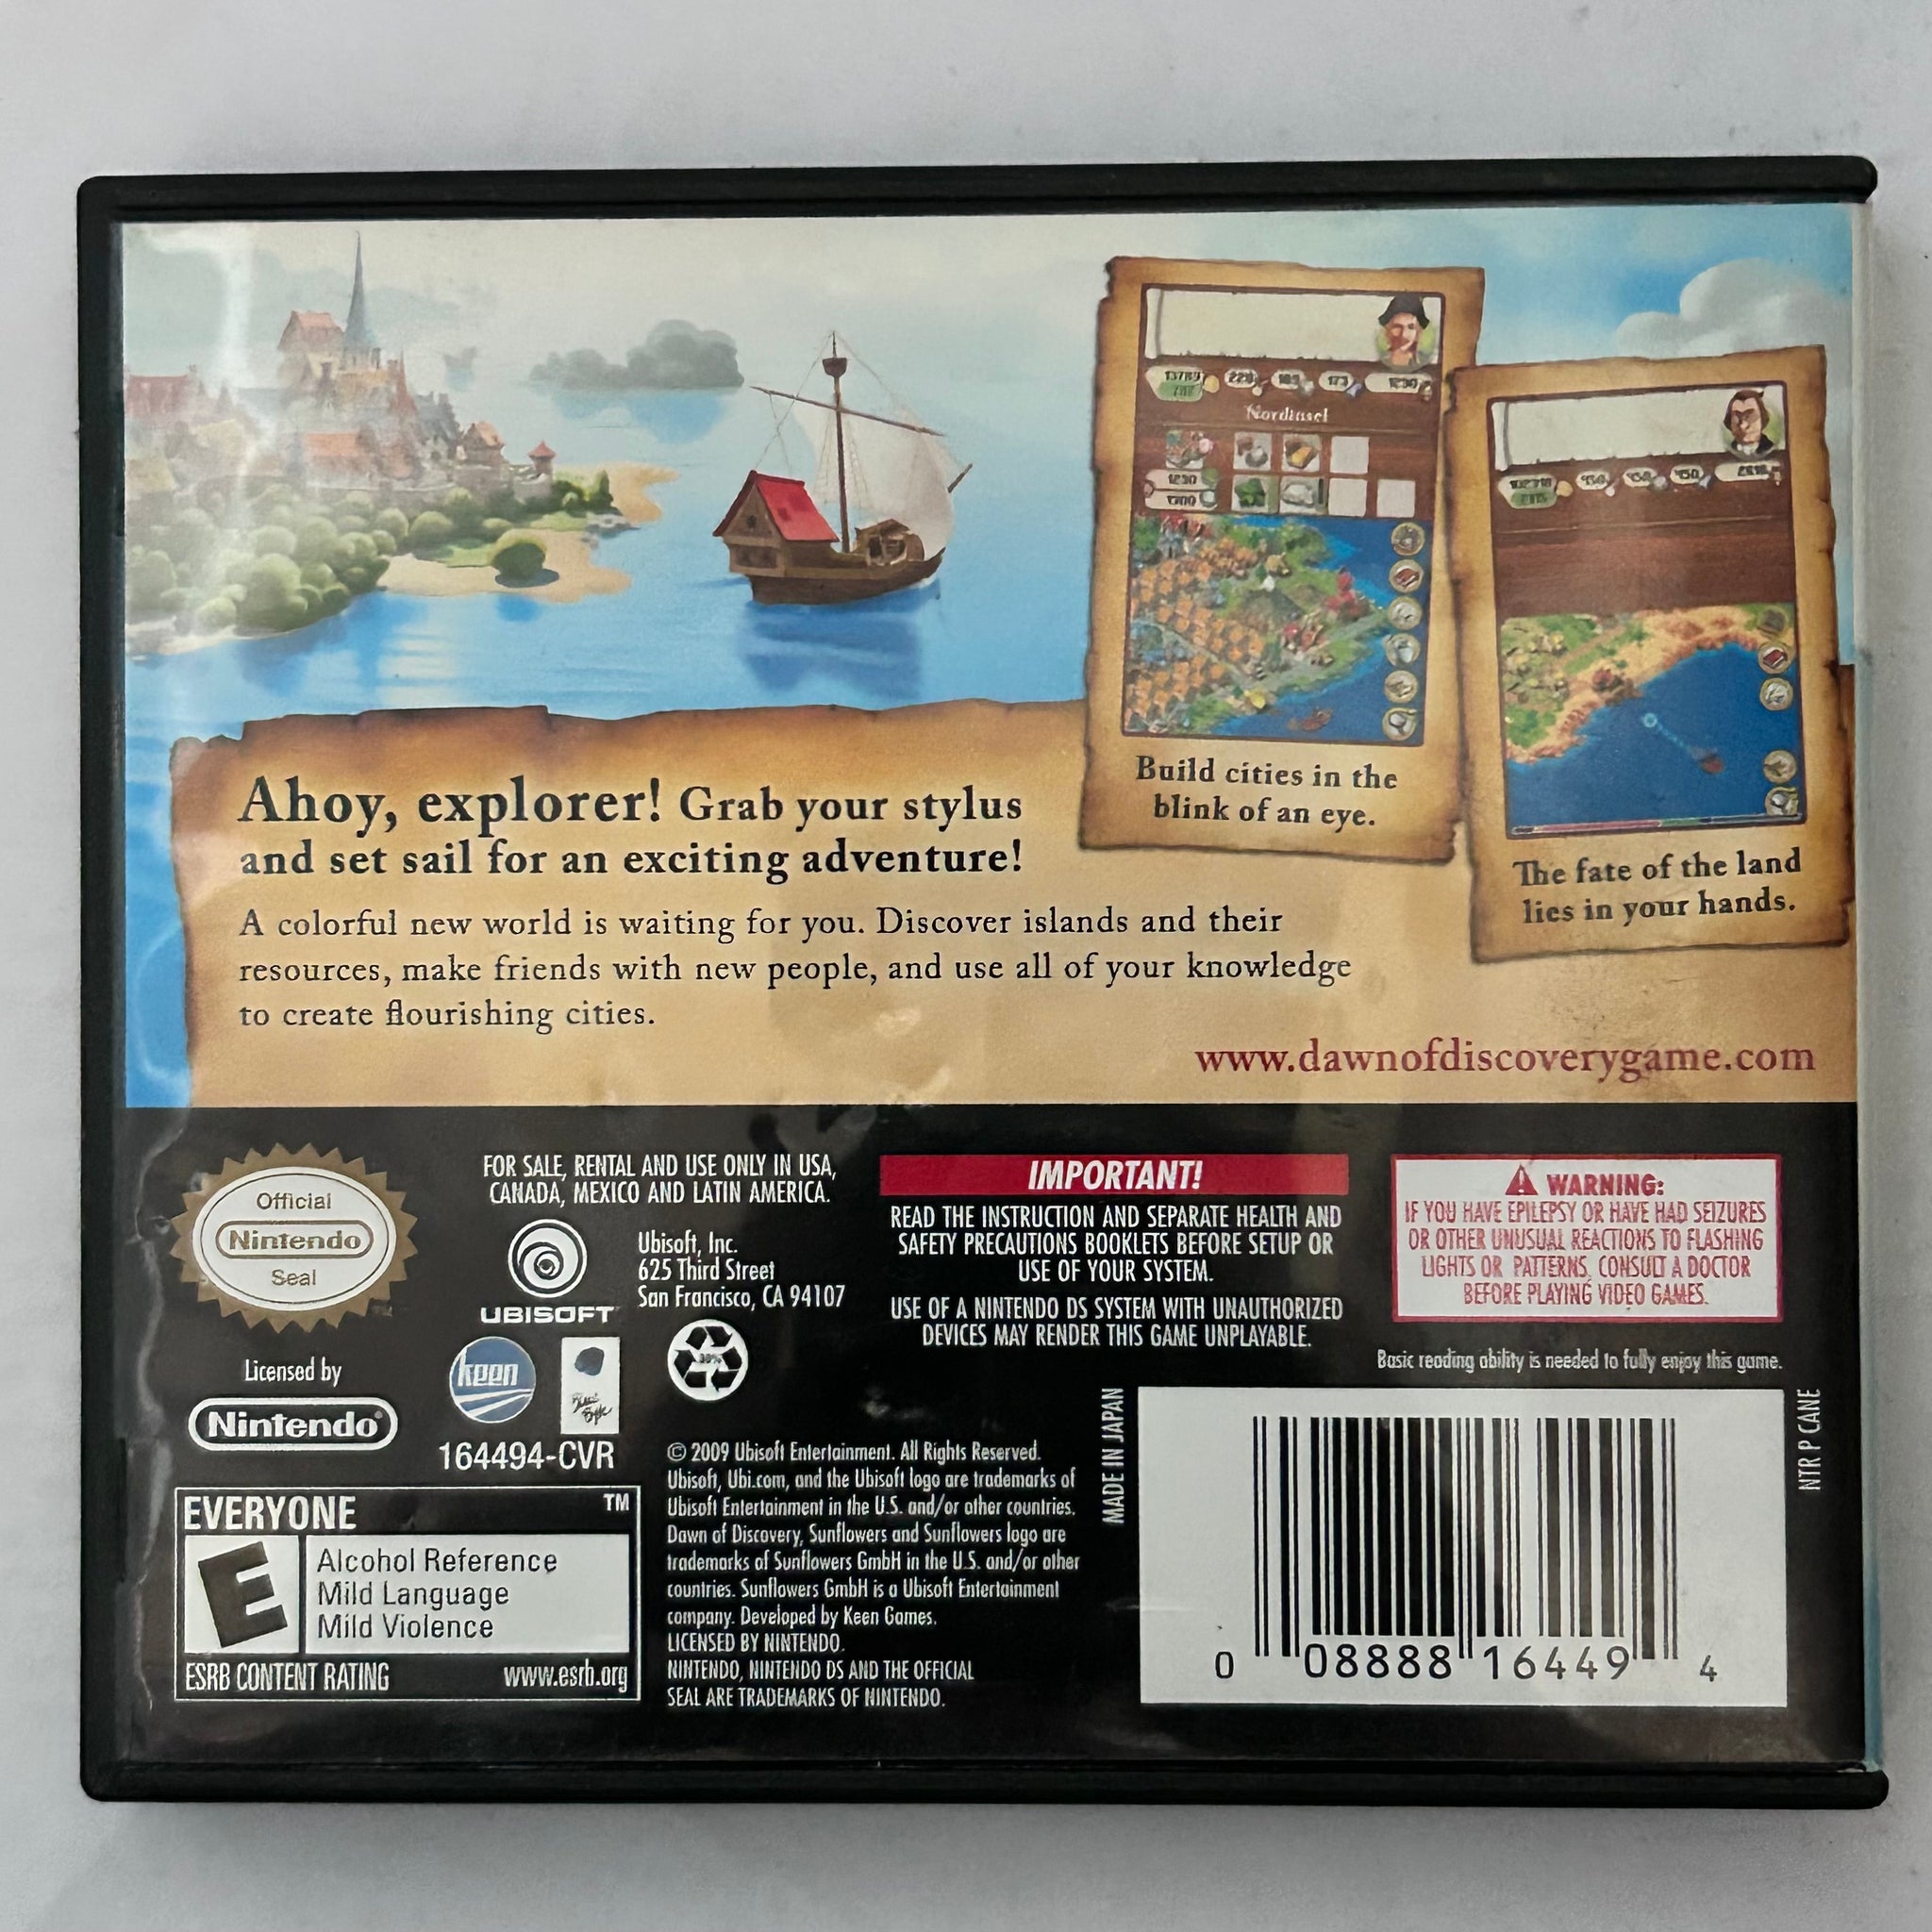 Nordinsel
Build cities in the
blink of an eye.
The fate of the land
lies in your hands.
Ahoy, explorer! Grab your stylus
and set sail for an exciting adventure!
A colorful new world is waiting for you. Discover islands and their
resources, make friends with new people, and use all of your knowledge
to create flourishing cities.
www.dawnofdiscoverygame.com
Official
Nintendo
Seal
FOR SALE, RENTAL AND USE ONLY IN USA,
CANADA, MEXICO AND LATIN AMERICA.
UBISOFT
Ubisoft, Inc.
625 Third Street
San Francisco, CA 94107
IMPORTANT!
READ THE INSTRUCTION AND SEPARATE HEALTH AND
SAFETY PRECAUTIONS BOOKLETS BEFORE SETUP OR
USE OF YOUR SYSTEM.
USE OF A NINTENDO DS SYSTEM WITH UNAUTHORIZED
DEVICES MAY RENDER THIS GAME UNPLAYABLE.
WARNING:
IF YOU HAVE EPILEPSY OR HAVE HAD SEIZURES
OR OTHER UNUSUAL REACTIONS TO FLASHING
LIGHTS OR PATTERNS, CONSULT A DOCTOR
BEFORE PLAYING VIDEO GAMES.
Basic reading ability is needed to fully enjoy this game.
Licensed by
Nintendo®
keen
Blue Byte
30%
164494-CVR
EVERYONE ™
E
Alcohol Reference
Mild Language
Mild Violence
ESRB CONTENT RATING www.esrb.org
© 2009 Ubisoft Entertainment. All Rights Reserved.
Ubisoft, Ubi.com, and the Ubisoft logo are trademarks of
Ubisoft Entertainment in the U.S. and/or other countries.
Dawn of Discovery, Sunflowers and Sunflowers logo are
trademarks of Sunflowers GmbH in the U.S. and/or other
countries. Sunflowers GmbH is a Ubisoft Entertainment
company. Developed by Keen Games.
LICENSED BY NINTENDO.
NINTENDO, NINTENDO DS AND THE OFFICIAL
SEAL ARE TRADEMARKS OF NINTENDO.
MADE IN JAPAN
0 08888 16449 4
NTR P CANE